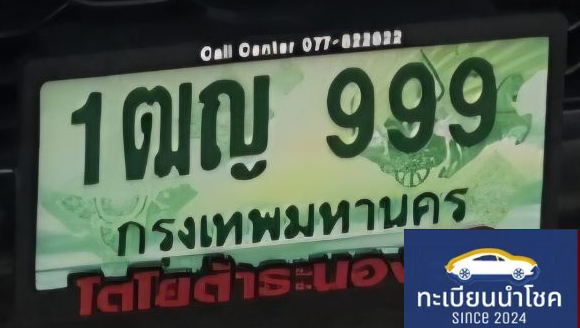 Call Center 077-822822
1ฒญ 999
กรุงเทพมหานคร
โตโยต้าระนอง
ทะเบียนนำโชค
SINCE 2024